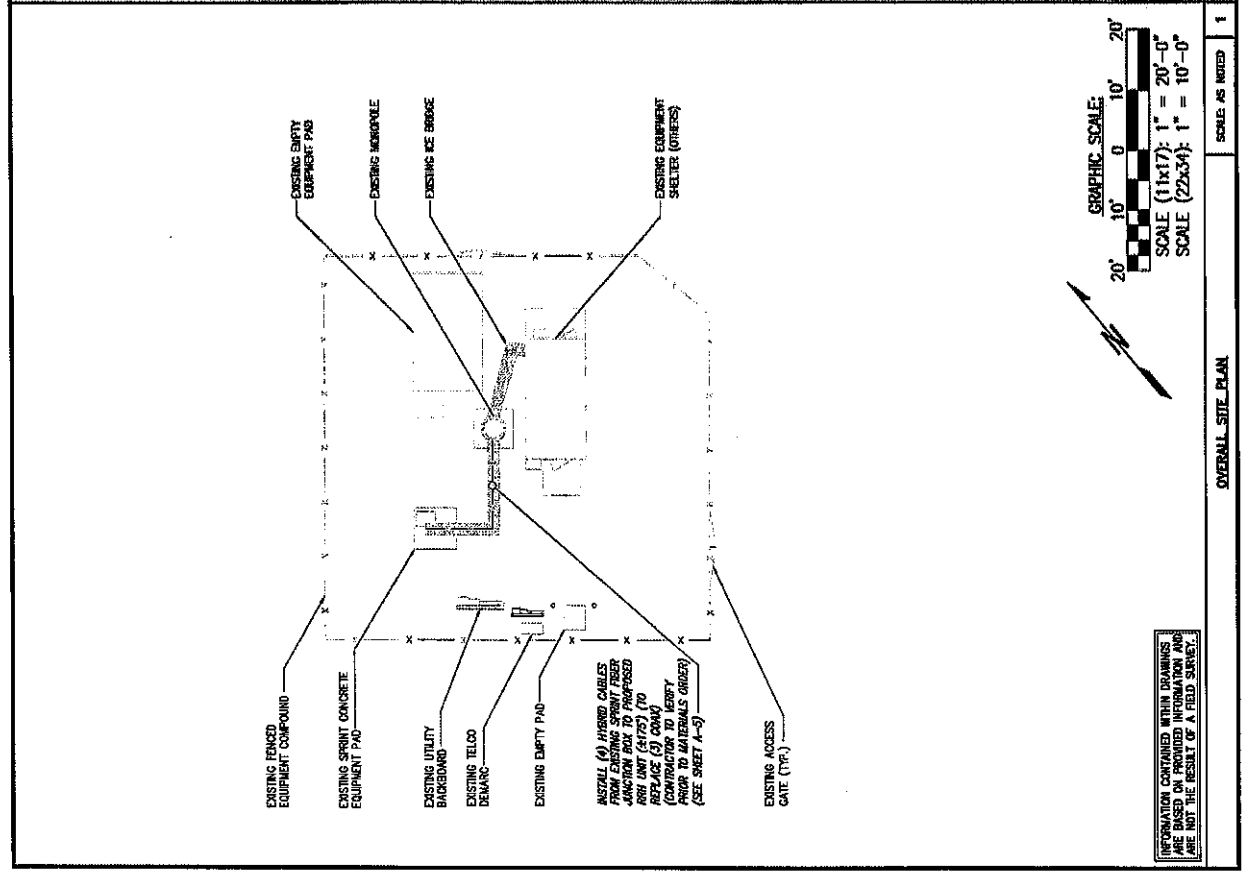 EXISTING FENCED
EQUIPMENT COMPOUND
EXISTING SPRINT CONCRETE
EQUIPMENT PAD
EXISTING UTILITY
BACKBOARD
EXISTING TELCO
DEMARC
EXISTING EMPTY PAD
INSTALL (4) HYBRID CABLES
FROM EXISTING SPRINT FIBER
JUNCTION BOX TO PROPOSED
RRH UNIT (±175') (TO
REPLACE (3) COAX)
(CONTRACTOR TO VERIFY
PRIOR TO MATERIALS ORDER)
(SEE SHEET A-5)
EXISTING ACCESS
GATE (TYP.)
EXISTING EMPTY
EQUIPMENT PAD
EXISTING MONOPOLE
EXISTING ICE BRIDGE
EXISTING EQUIPMENT
SHELTER (OTHERS)
X X X X X X X X X X X X X X X X X X
N
GRAPHIC SCALE:
20' 10' 0 10' 20'
SCALE (11x17): 1" = 20'-0"
SCALE (22x34): 1" = 10'-0"
INFORMATION CONTAINED WITHIN DRAWINGS
ARE BASED ON PROVIDED INFORMATION AND
ARE NOT THE RESULT OF A FIELD SURVEY.
OVERALL SITE PLAN
SCALE: AS NOTED
1